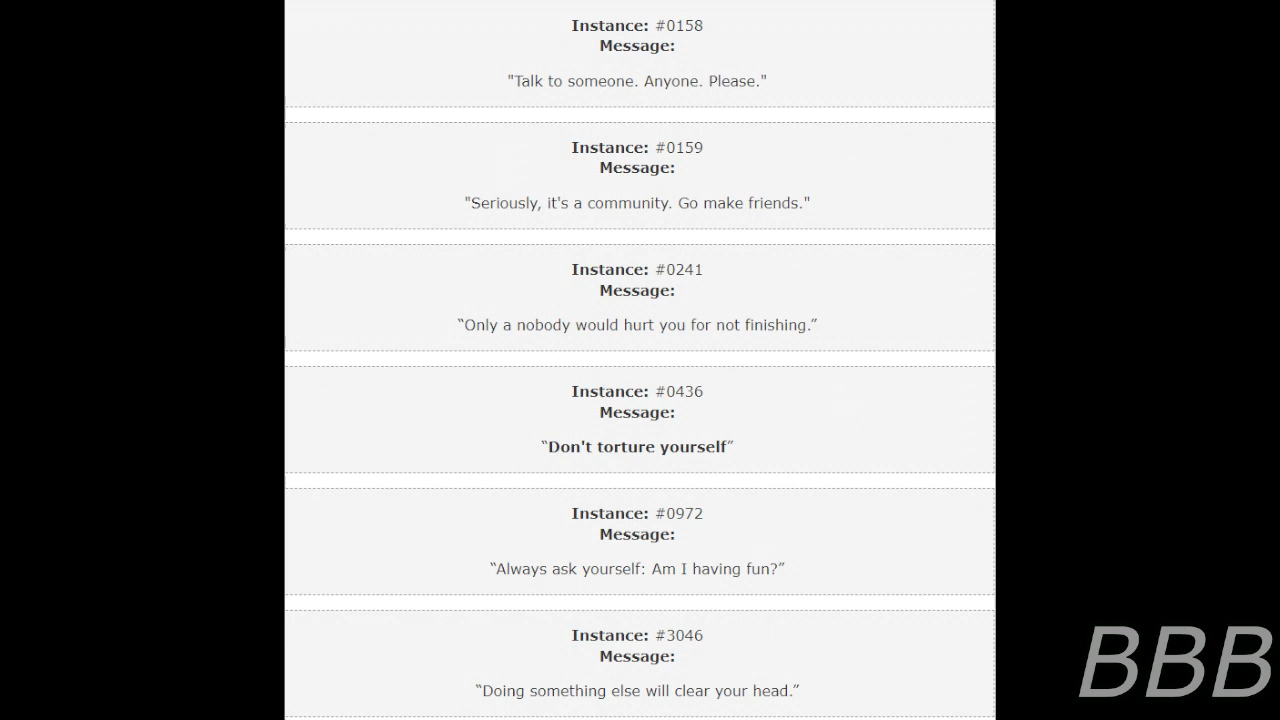 Instance: #0158
Message:
"Talk to someone. Anyone. Please."
Instance: #0159
Message:
"Seriously, it's a community. Go make friends."
Instance: #0241
Message:
“Only a nobody would hurt you for not finishing.”
Instance: #0436
Message:
“Don't torture yourself”
Instance: #0972
Message:
“Always ask yourself: Am I having fun?”
Instance: #3046
Message:
“Doing something else will clear your head.”
BBB